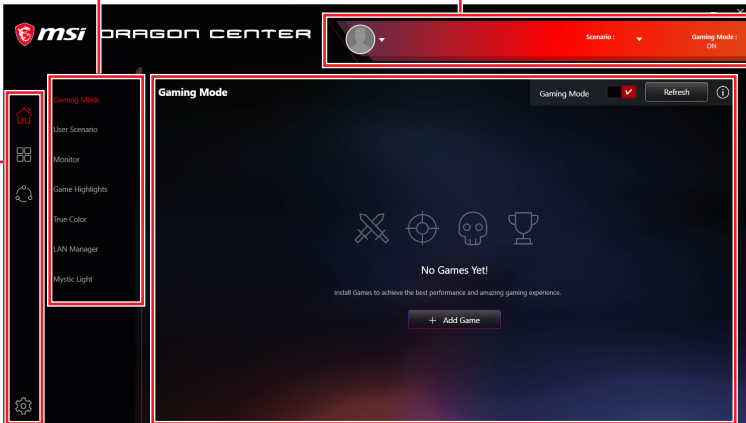 msi DRAGON CENTER
Scenario :
Gaming Mode :
ON
Gaming Mode
User Scenario
Monitor
Game Highlights
True Color
LAN Manager
Mystic Light
Gaming Mode
Gaming Mode
Refresh
No Games Yet!
Install Games to achieve the best performance and amazing gaming experience.
+ Add Game